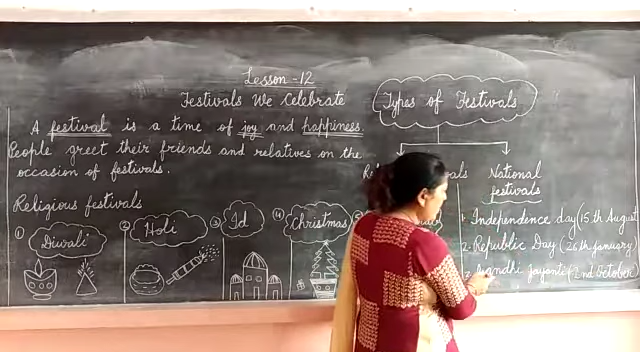 Lesson -12
Festivals We Celebrate
A festival is a time of joy and happiness.
People greet their friends and relatives on the
occasion of festivals.
Religious festivals
1 Diwali
2 Holi
3 Id
4 Christmas
5
Types of Festivals
National
festivals
1. Independence day (15th August
2. Republic Day (26th January
3. Gandhi Jayanti (2nd October)